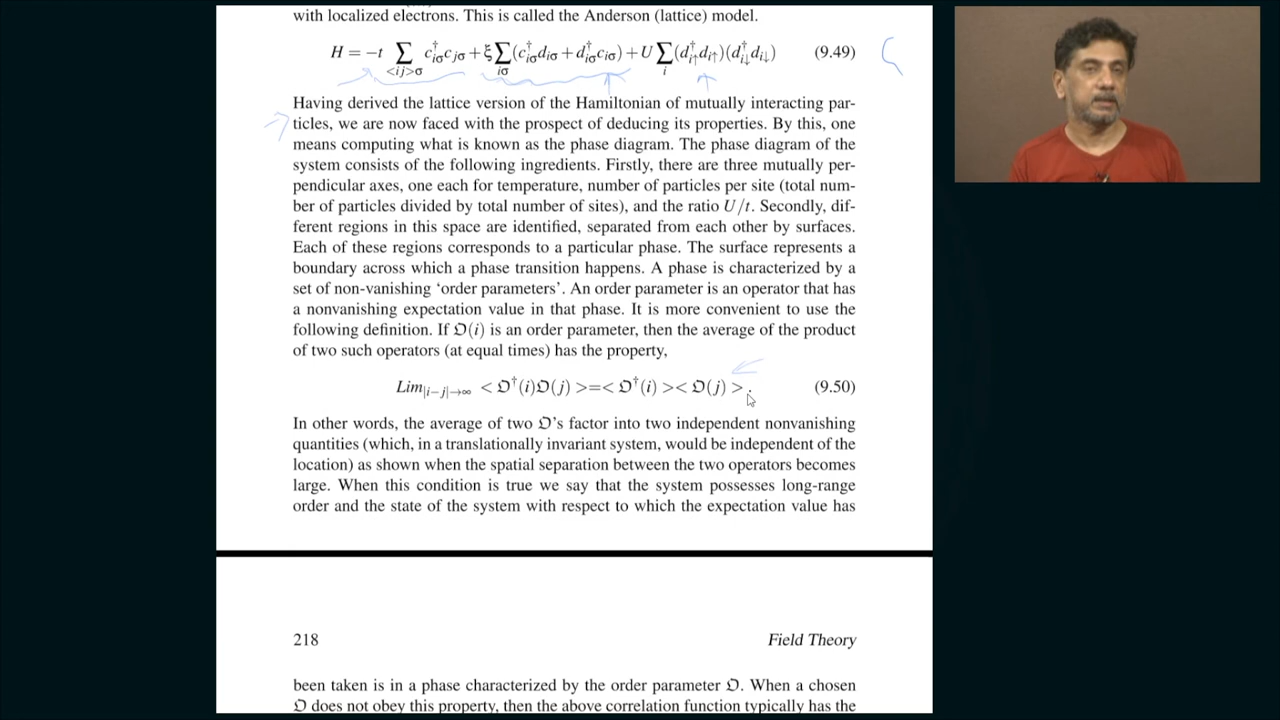 with localized electrons. This is called the Anderson (lattice) model.
H = −t ∑_{<ij>σ} c†_{iσ}c_{jσ} + ξ∑_{iσ}(c†_{iσ}d_{iσ} + d†_{iσ}c_{iσ}) + U∑_i(d†_{i↑}d_{i↑})(d†_{i↓}d_{i↓}) (9.49)
Having derived the lattice version of the Hamiltonian of mutually interacting par-
ticles, we are now faced with the prospect of deducing its properties. By this, one
means computing what is known as the phase diagram. The phase diagram of the
system consists of the following ingredients. Firstly, there are three mutually per-
pendicular axes, one each for temperature, number of particles per site (total num-
ber of particles divided by total number of sites), and the ratio U/t. Secondly, dif-
ferent regions in this space are identified, separated from each other by surfaces.
Each of these regions corresponds to a particular phase. The surface represents a
boundary across which a phase transition happens. A phase is characterized by a
set of non-vanishing ‘order parameters’. An order parameter is an operator that has
a nonvanishing expectation value in that phase. It is more convenient to use the
following definition. If 𝔒(i) is an order parameter, then the average of the product
of two such operators (at equal times) has the property,
Lim_{|i−j|→∞} < 𝔒†(i)𝔒(j) >=< 𝔒†(i) >< 𝔒(j) >. (9.50)
In other words, the average of two 𝔒’s factor into two independent nonvanishing
quantities (which, in a translationally invariant system, would be independent of the
location) as shown when the spatial separation between the two operators becomes
large. When this condition is true we say that the system possesses long-range
order and the state of the system with respect to which the expectation value has
218 Field Theory
been taken is in a phase characterized by the order parameter 𝔒. When a chosen
𝔒 does not obey this property, then the above correlation function typically has the